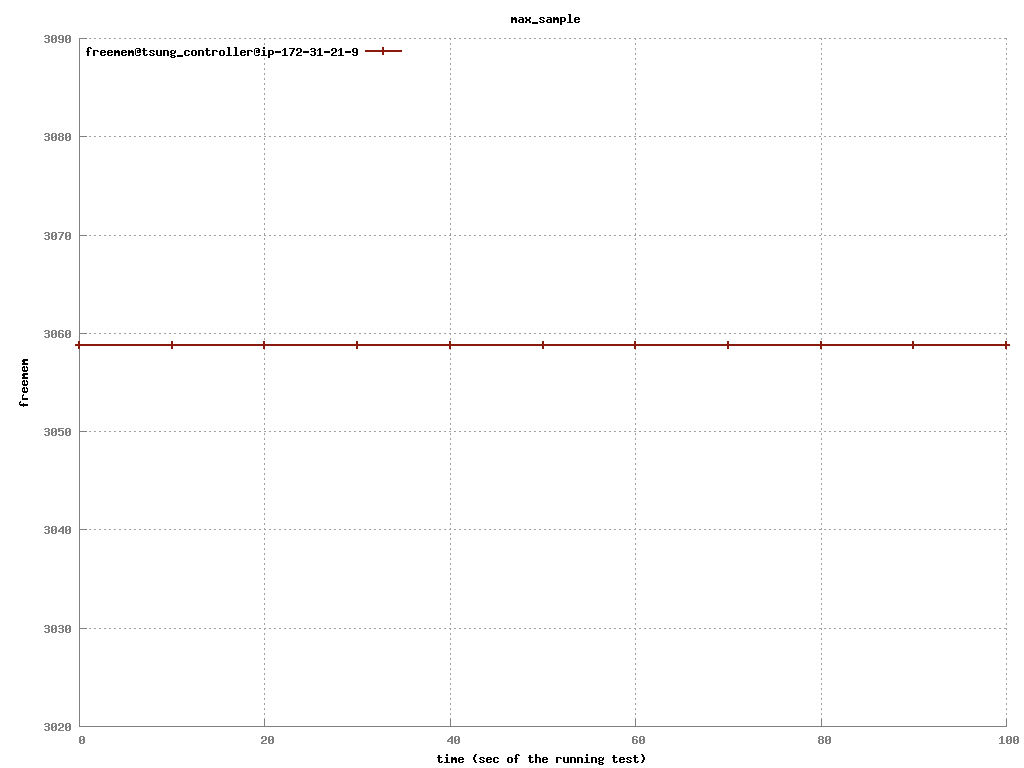 max_sample
3090
freemem@tsung_controller@ip-172-31-21-9
3080
3070
3060
3050
3040
3030
3020
freemem
0 20 40 60 80 100
time (sec of the running test)